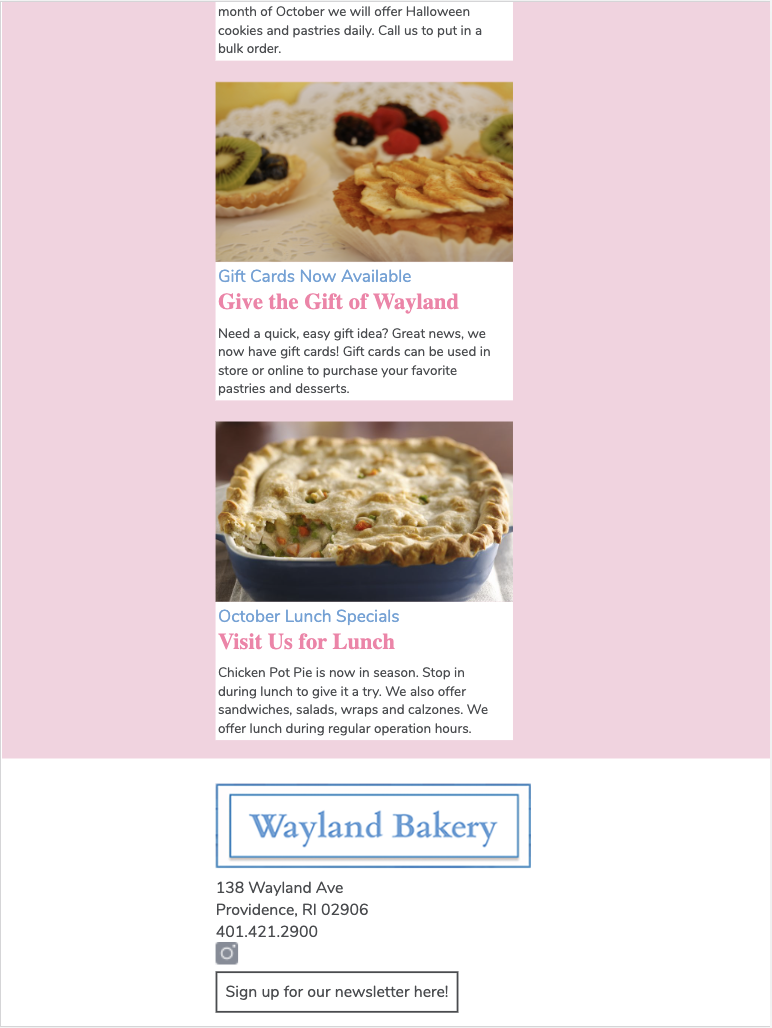 month of October we will offer Halloween
cookies and pastries daily. Call us to put in a
bulk order.
Gift Cards Now Available
Give the Gift of Wayland
Need a quick, easy gift idea? Great news, we
now have gift cards! Gift cards can be used in
store or online to purchase your favorite
pastries and desserts.
October Lunch Specials
Visit Us for Lunch
Chicken Pot Pie is now in season. Stop in
during lunch to give it a try. We also offer
sandwiches, salads, wraps and calzones. We
offer lunch during regular operation hours.
Wayland Bakery
138 Wayland Ave
Providence, RI 02906
401.421.2900
Sign up for our newsletter here!